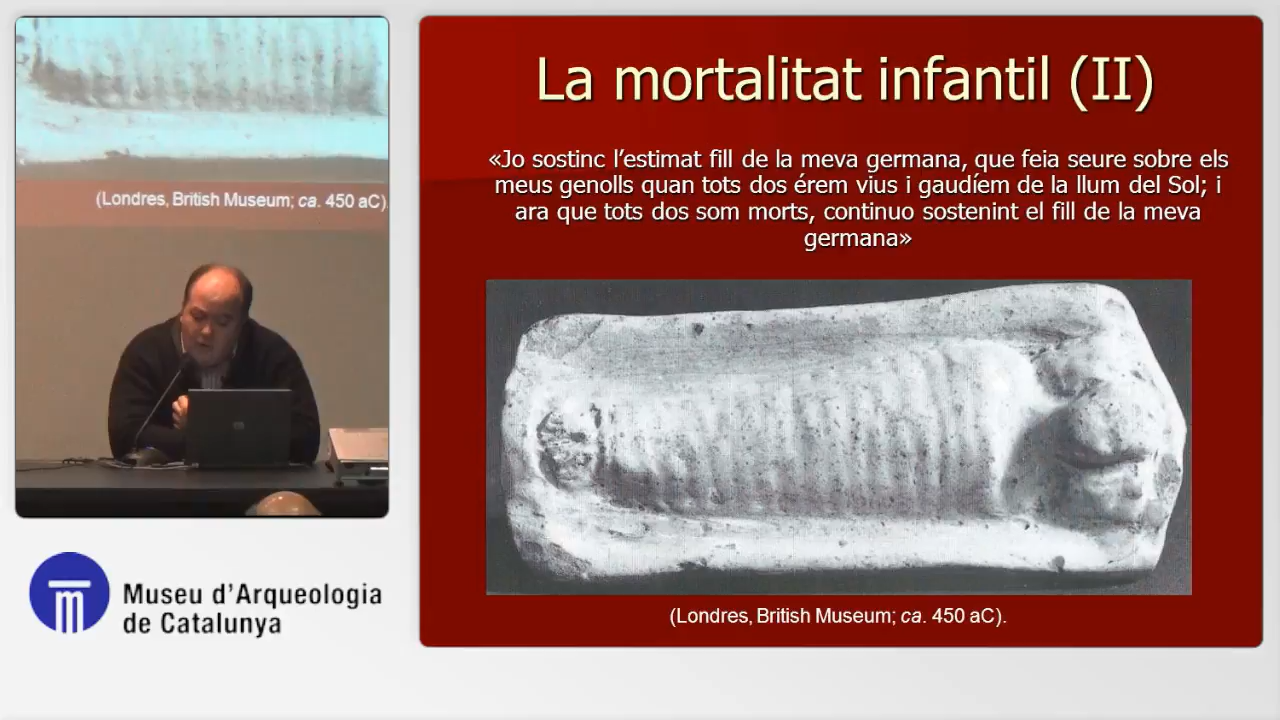 (Londres, British Museum; ca. 450 aC).
Museu d'Arqueologia
de Catalunya
La mortalitat infantil (II)
«Jo sostinc l'estimat fill de la meva germana, que feia seure sobre els
meus genolls quan tots dos érem vius i gaudíem de la llum del Sol; i
ara que tots dos som morts, continuo sostenint el fill de la meva
germana»
(Londres, British Museum; ca. 450 aC).